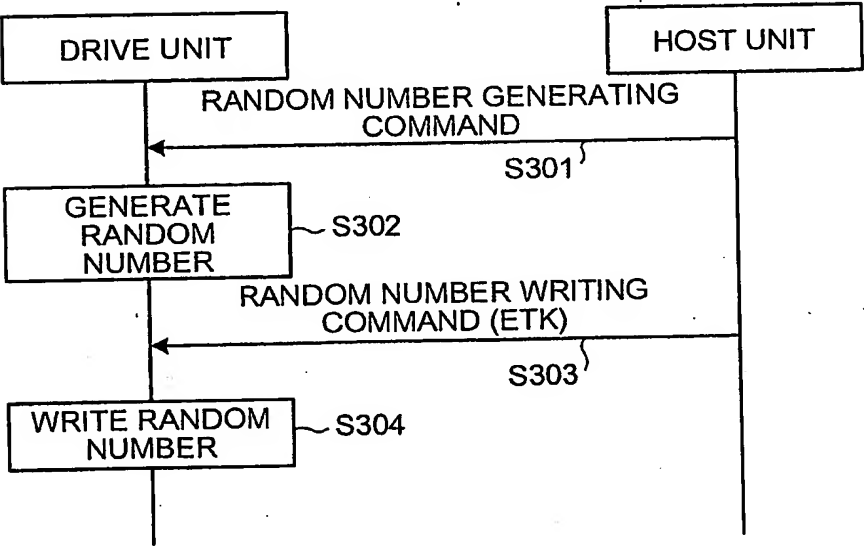 DRIVE UNIT
HOST UNIT
RANDOM NUMBER GENERATING
COMMAND
S301
GENERATE
RANDOM
NUMBER
S302
RANDOM NUMBER WRITING
COMMAND (ETK)
S303
WRITE RANDOM
NUMBER
S304